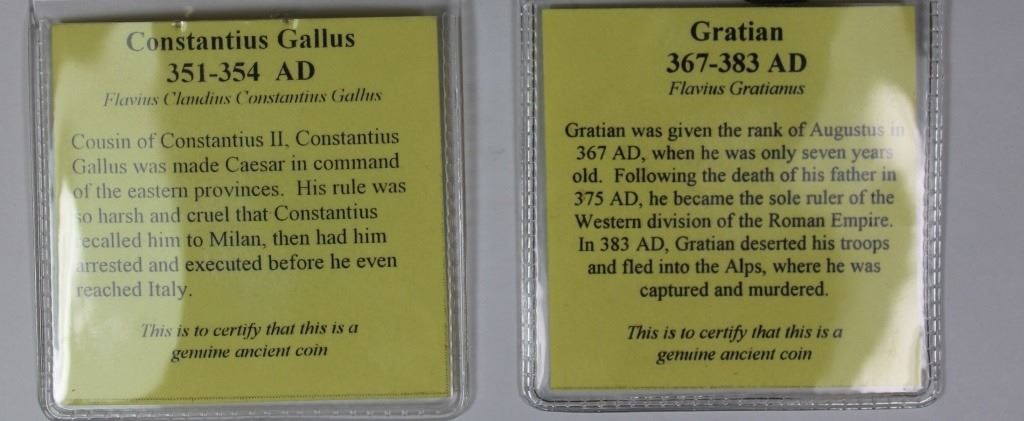 Constantius Gallus
351-354 AD
Flavius Claudius Constantius Gallus
Cousin of Constantius II, Constantius
Gallus was made Caesar in command
of the eastern provinces. His rule was
so harsh and cruel that Constantius
recalled him to Milan, then had him
arrested and executed before he even
reached Italy.
This is to certify that this is a
genuine ancient coin
Gratian
367-383 AD
Flavius Gratianus
Gratian was given the rank of Augustus in
367 AD, when he was only seven years
old. Following the death of his father in
375 AD, he became the sole ruler of the
Western division of the Roman Empire.
In 383 AD, Gratian deserted his troops
and fled into the Alps, where he was
captured and murdered.
This is to certify that this is a
genuine ancient coin